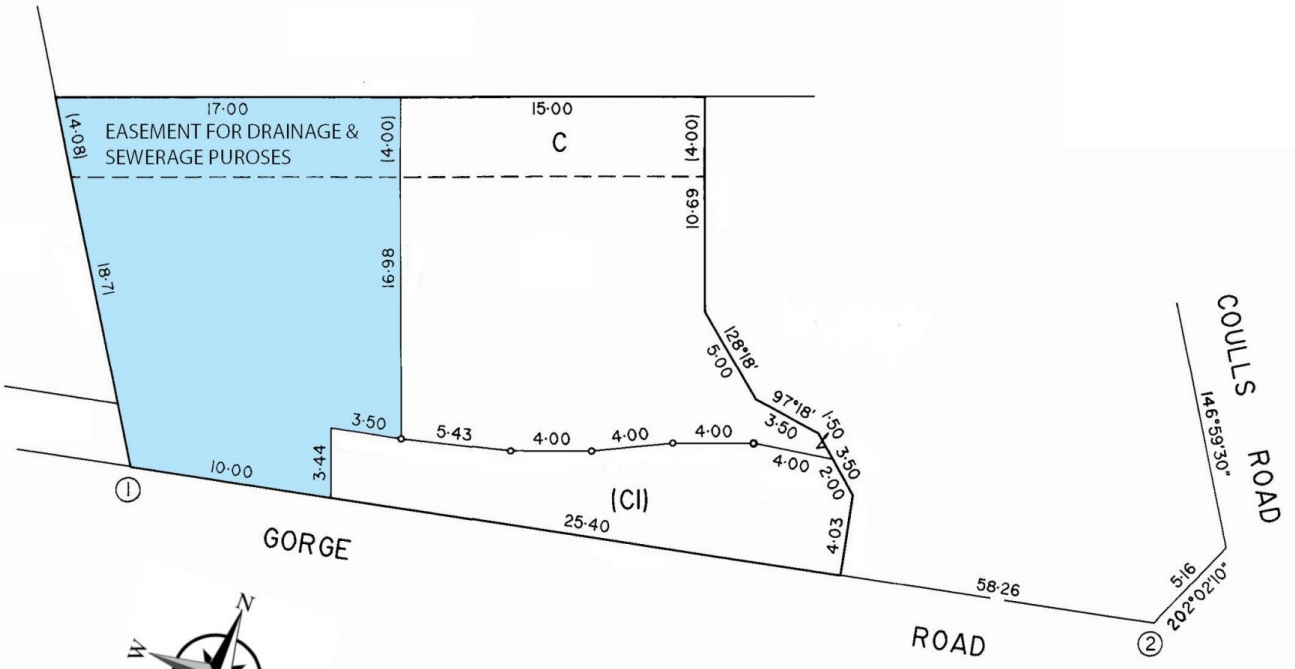 17·00
15·00
(4·08)
EASEMENT FOR DRAINAGE &
SEWERAGE PUROSES
(4·00)
C
(4·00)
10·69
18·71
16·98
128°18'
5·00
97°18'
3·50
1·50
3·50
2·00
4·03
3·50
5·43
4·00
4·00
4·00
4·00
V
3·44
10·00
1
(CI)
25·40
GORGE
ROAD
58·26
COULLS
ROAD
146°59'30"
5·16
202°02'10"
2
N
W